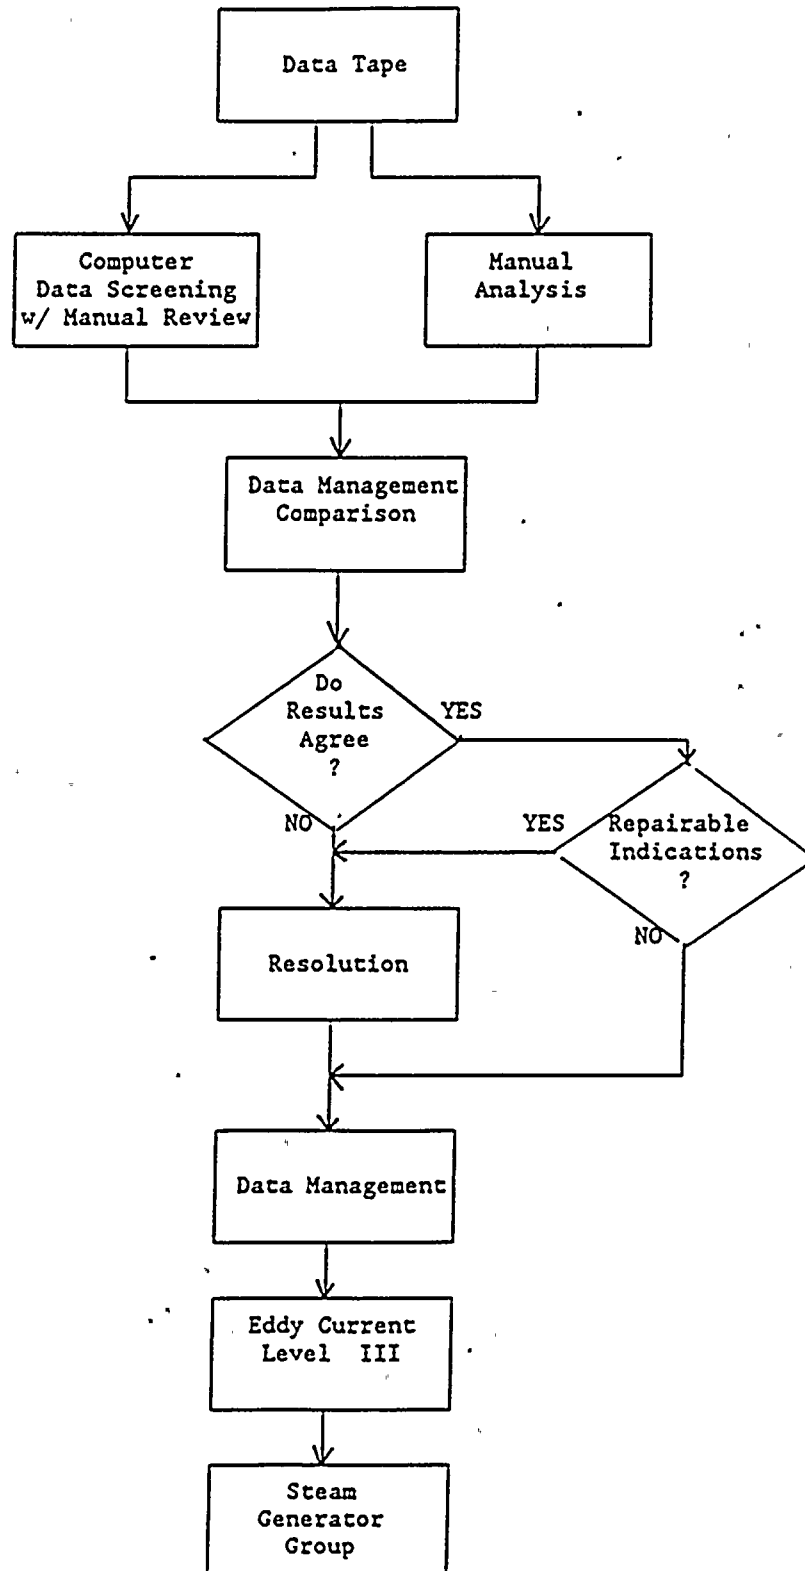 Data Tape
Computer
Data Screening
w/ Manual Review
Manual
Analysis
Data Management
Comparison
Do
Results
Agree
?
YES
NO
YES
Repairable
Indications
?
NO
Resolution
Data Management
Eddy Current
Level III
Steam
Generator
Group